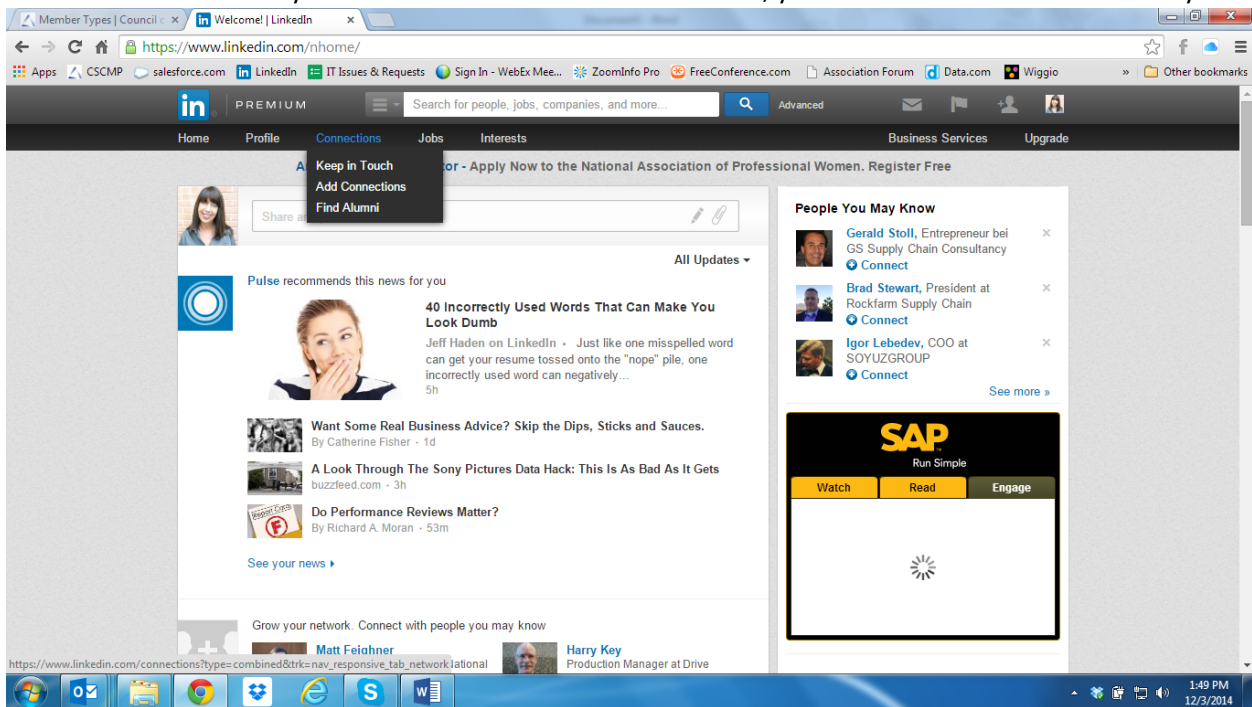 Member Types | Council c
Welcome! | LinkedIn
https://www.linkedin.com/nhome/
Apps CSCMP salesforce.com LinkedIn IT Issues & Requests Sign In - WebEx Mee... ZoomInfo Pro FreeConference.com Association Forum Data.com Wiggio » Other bookmarks
in PREMIUM Search for people, jobs, companies, and more... Advanced
Home Profile Connections Jobs Interests Business Services Upgrade
Keep in Touch
Add Connections
Find Alumni
- Apply Now to the National Association of Professional Women. Register Free
Share
All Updates
Pulse recommends this news for you
40 Incorrectly Used Words That Can Make You
Look Dumb
Jeff Haden on LinkedIn · Just like one misspelled word
can get your resume tossed onto the "nope" pile, one
incorrectly used word can negatively...
5h
Want Some Real Business Advice? Skip the Dips, Sticks and Sauces.
By Catherine Fisher · 1d
A Look Through The Sony Pictures Data Hack: This Is As Bad As It Gets
buzzfeed.com · 3h
Do Performance Reviews Matter?
By Richard A. Moran · 53m
See your news
Grow your network. Connect with people you may know
Matt Feighner
Harry Key
Production Manager at Drive
People You May Know
Gerald Stoll, Entrepreneur bei
GS Supply Chain Consultancy
Connect
Brad Stewart, President at
Rockfarm Supply Chain
Connect
Igor Lebedev, COO at
SOYUZGROUP
Connect
See more »
SAP
Run Simple
Watch Read Engage
https://www.linkedin.com/connections?type=combined&trk=nav_responsive_tab_network
1:49 PM
12/3/2014